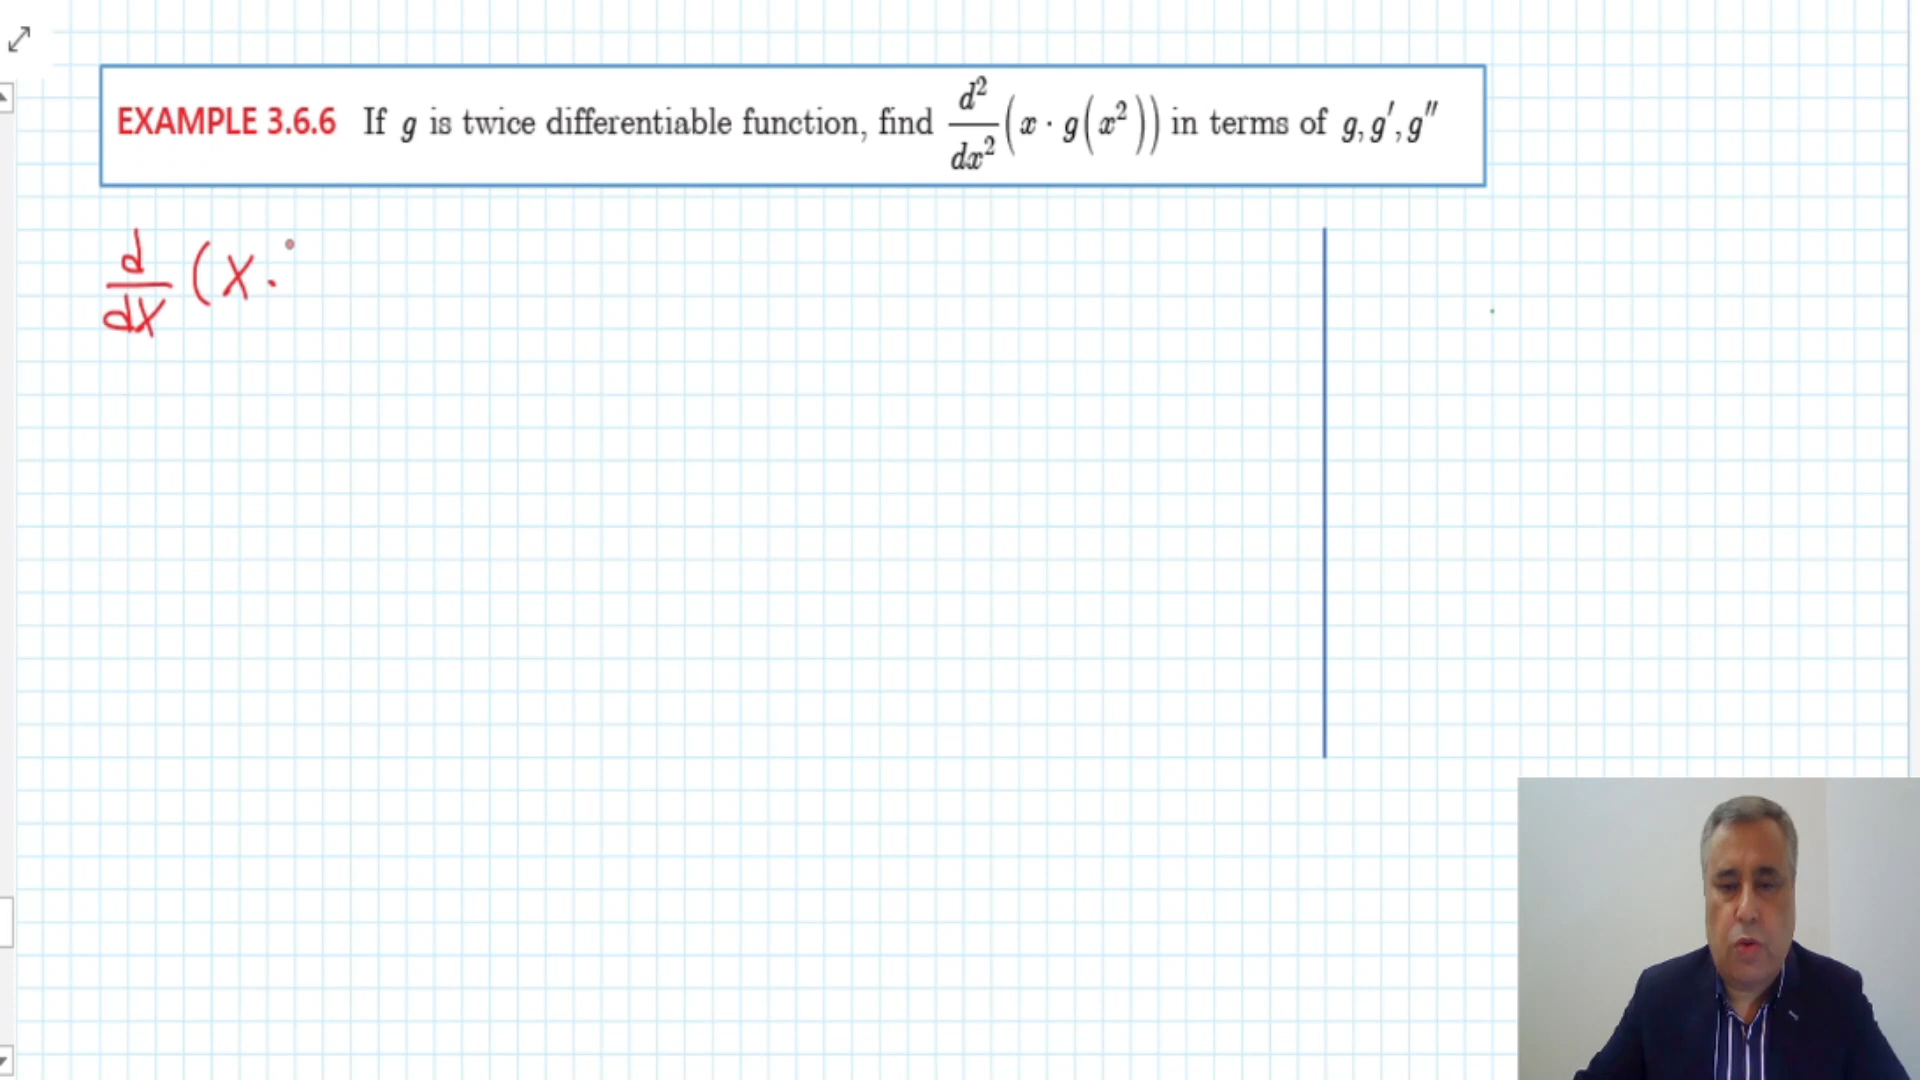 EXAMPLE 3.6.6 If g is twice differentiable function, find d²/dx² (x · g(x²)) in terms of g, g′, g″
d/dx (x ·